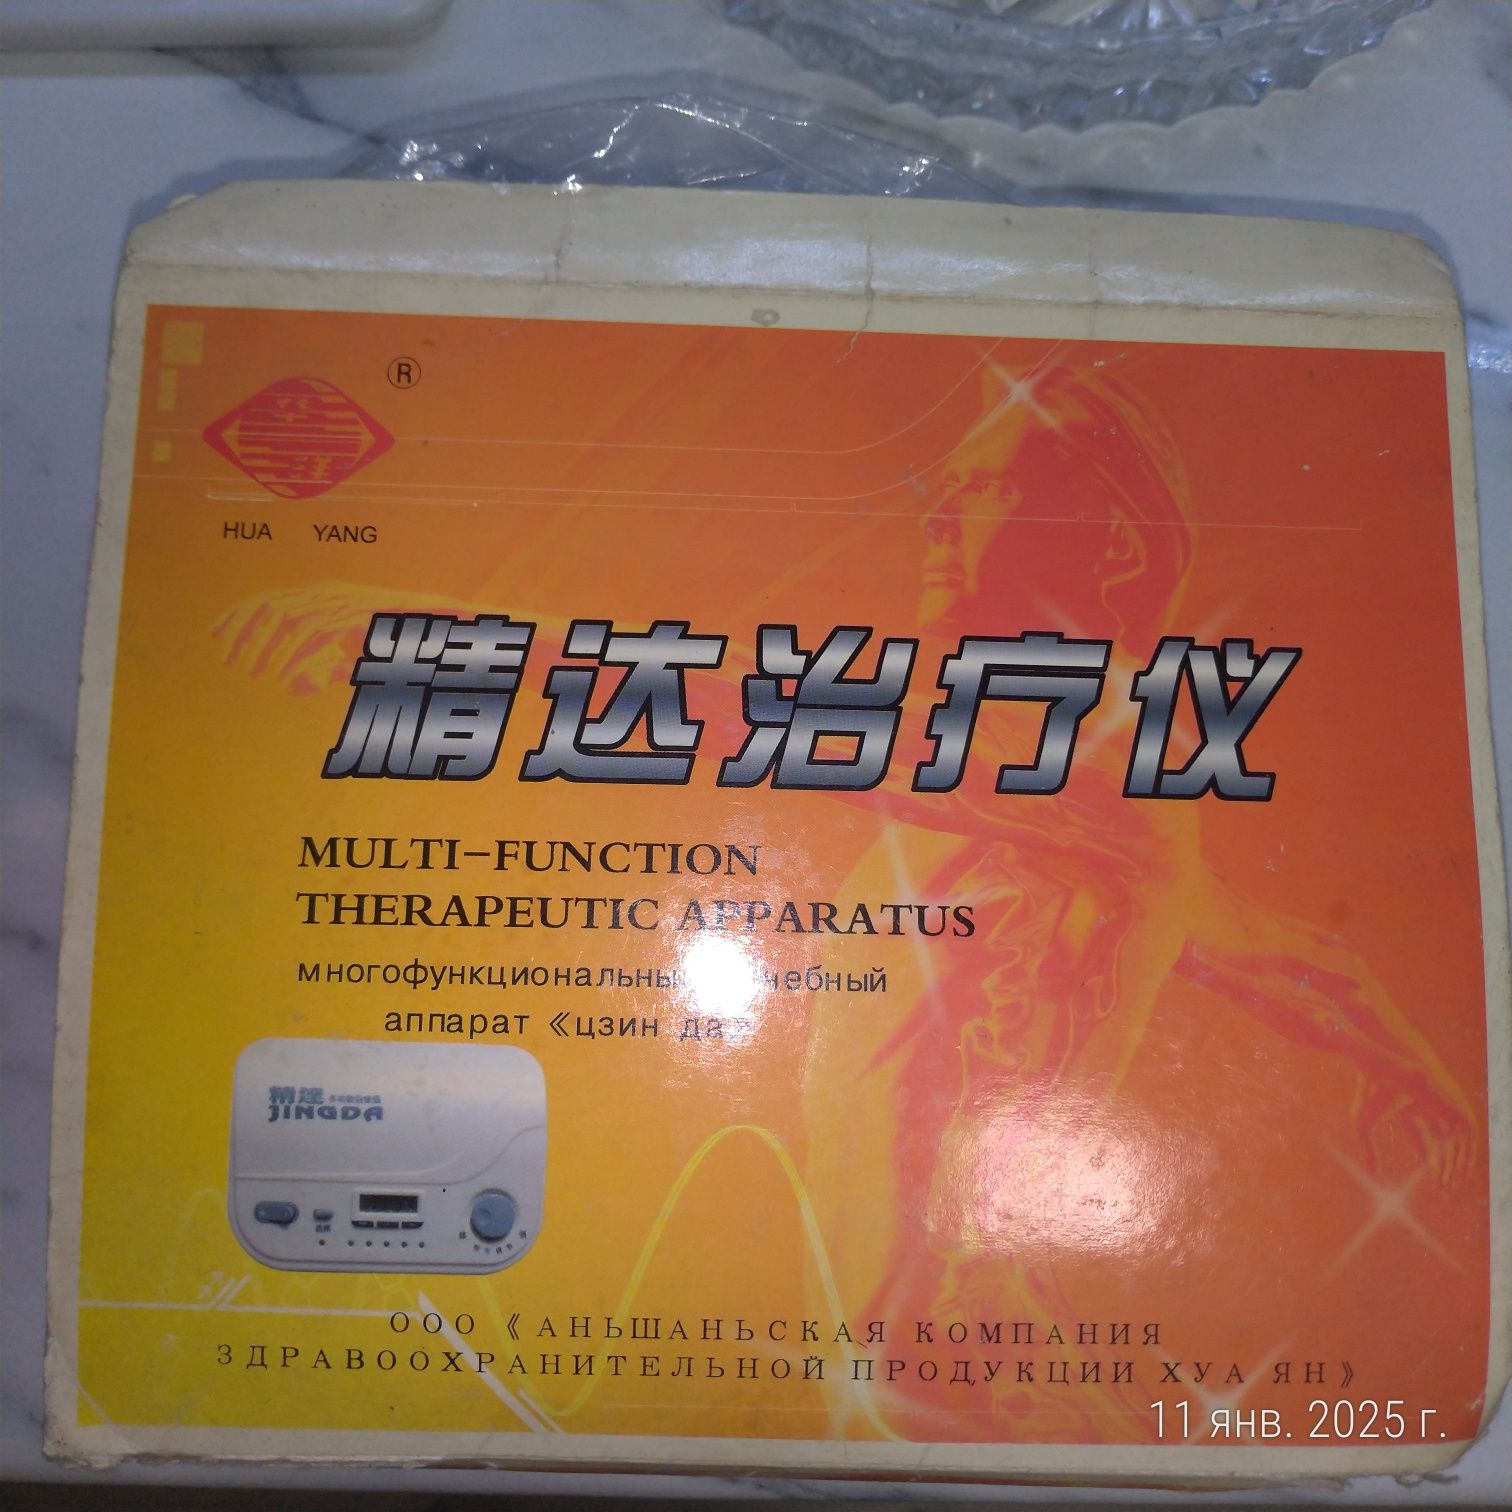 ®
HUA YANG
精达治疗仪
MULTI-FUNCTION
THERAPEUTIC APPARATUS
многофункциональны чебный
аппарат 《цзин да》
精達
JINGDA
ООО 《АНЬШАНЬСКАЯ КОМПАНИЯ
ЗДРАВООХРАНИТЕЛЬНОЙ ПРОДУКЦИИ ХУА ЯН》
11 янв. 2025 г.